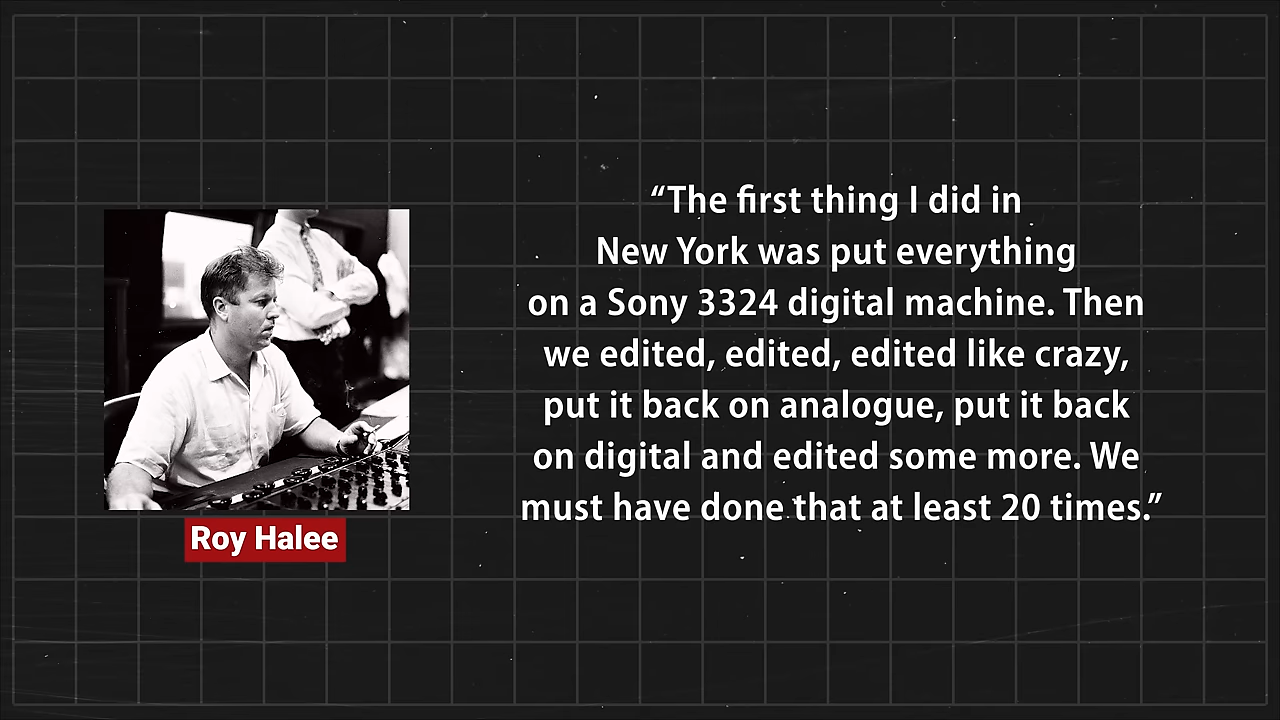 “The first thing I did in
New York was put everything
on a Sony 3324 digital machine. Then
we edited, edited, edited like crazy,
put it back on analogue, put it back
on digital and edited some more. We
must have done that at least 20 times.”
Roy Halee